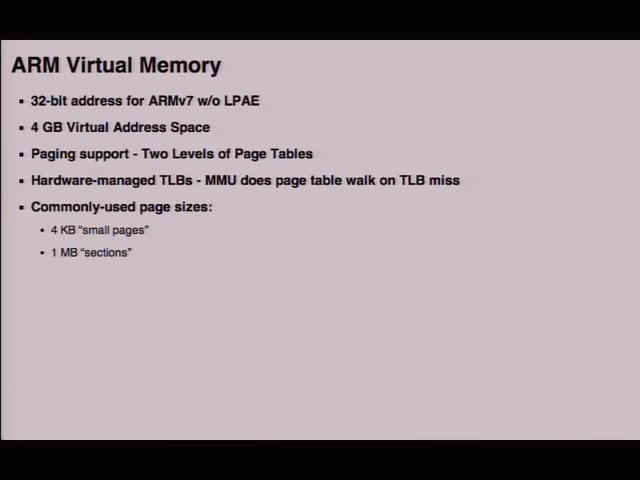 ARM Virtual Memory
32-bit address for ARMv7 w/o LPAE
4 GB Virtual Address Space
Paging support - Two Levels of Page Tables
Hardware-managed TLBs - MMU does page table walk on TLB miss
Commonly-used page sizes:
4 KB “small pages”
1 MB “sections”